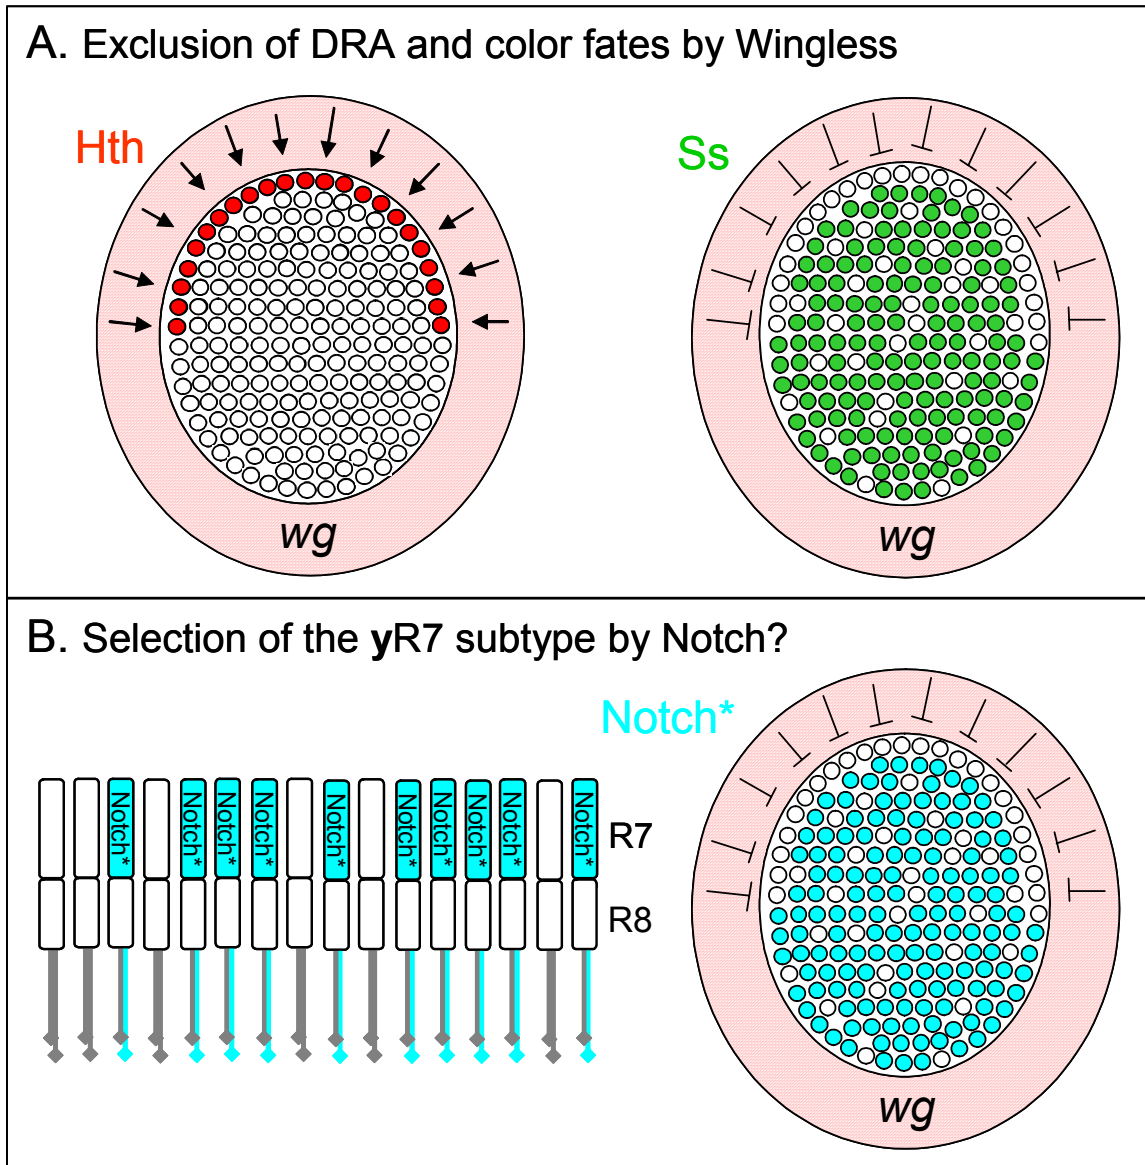 A. Exclusion of DRA and color fates by Wingless
Hth
Ss
wg
wg
B. Selection of the yR7 subtype by Notch?
Notch*
Notch*
Notch*
Notch*
Notch*
Notch*
Notch*
Notch*
Notch*
Notch*
Notch*
R7
R8
wg